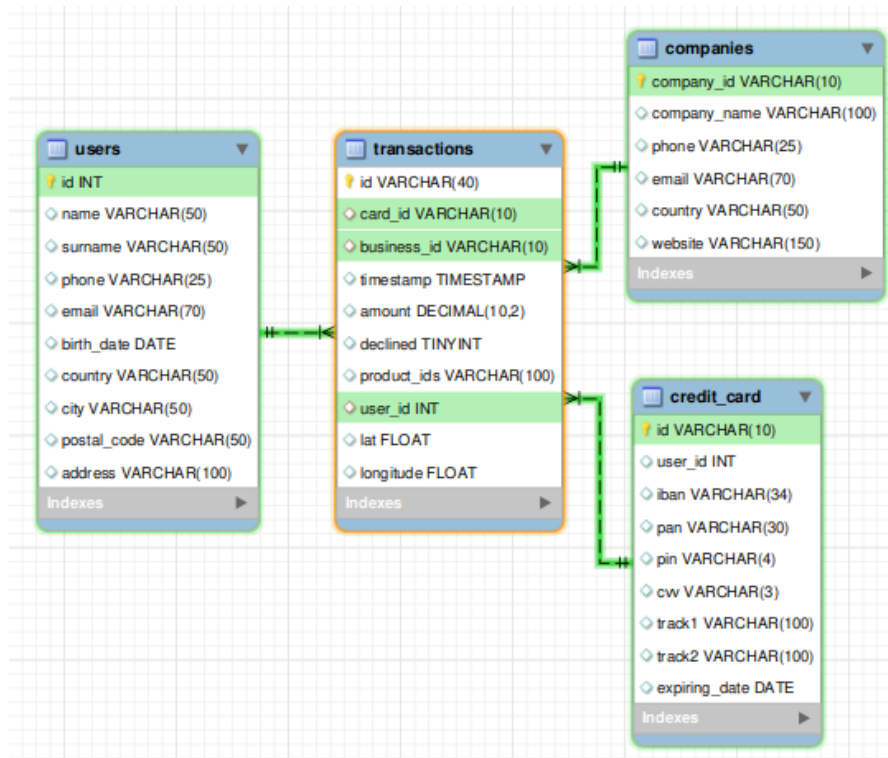 users
id INT
name VARCHAR(50)
surname VARCHAR(50)
phone VARCHAR(25)
email VARCHAR(70)
birth_date DATE
country VARCHAR(50)
city VARCHAR(50)
postal_code VARCHAR(50)
address VARCHAR(100)
Indexes
transactions
id VARCHAR(40)
card_id VARCHAR(10)
business_id VARCHAR(10)
timestamp TIMESTAMP
amount DECIMAL(10,2)
declined TINYINT
product_ids VARCHAR(100)
user_id INT
lat FLOAT
longitude FLOAT
Indexes
companies
company_id VARCHAR(10)
company_name VARCHAR(100)
phone VARCHAR(25)
email VARCHAR(70)
country VARCHAR(50)
website VARCHAR(150)
Indexes
credit_card
id VARCHAR(10)
user_id INT
iban VARCHAR(34)
pan VARCHAR(30)
pin VARCHAR(4)
cvv VARCHAR(3)
track1 VARCHAR(100)
track2 VARCHAR(100)
expiring_date DATE
Indexes